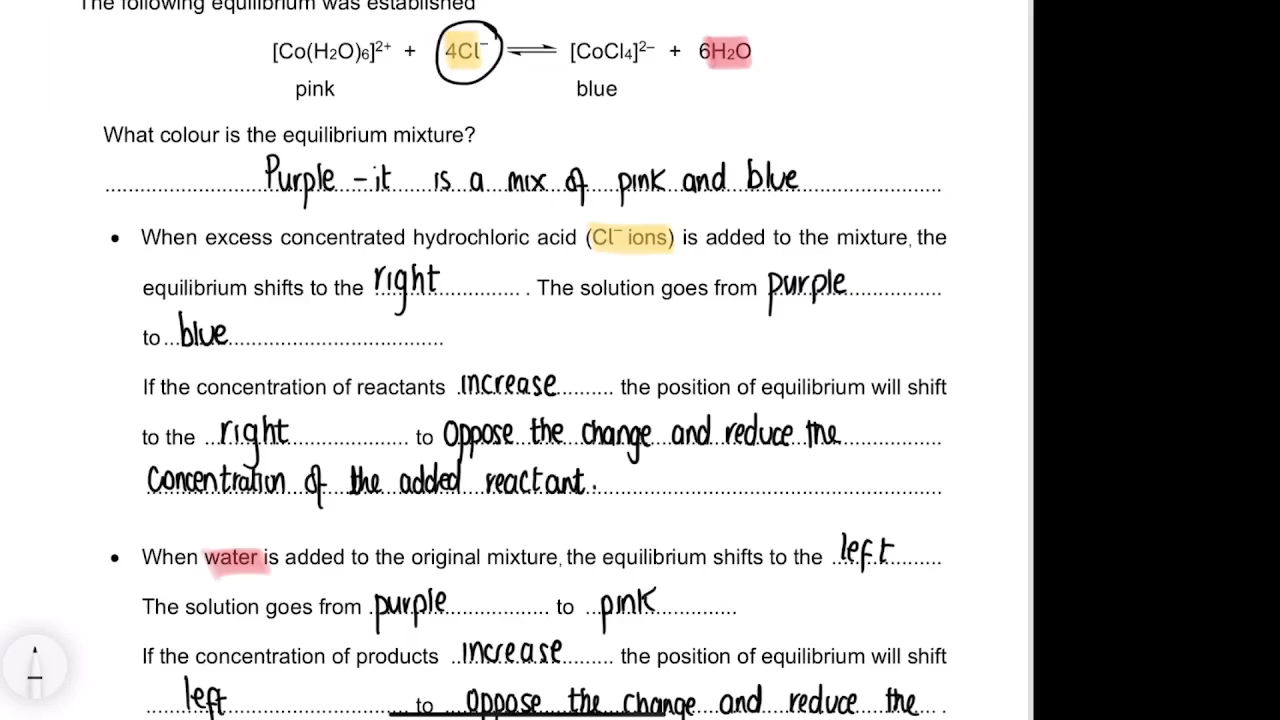 The following equilibrium was established
[Co(H₂O)₆]²⁺ + 4Cl⁻ ⇌ [CoCl₄]²⁻ + 6H₂O
pink blue
What colour is the equilibrium mixture?
Purple - it is a mix of pink and blue
• When excess concentrated hydrochloric acid (Cl⁻ ions) is added to the mixture, the
equilibrium shifts to the right. The solution goes from purple
to blue
If the concentration of reactants increase the position of equilibrium will shift
to the right to oppose the change and reduce the
concentration of the added reactant.
• When water is added to the original mixture, the equilibrium shifts to the left
The solution goes from purple to pink
If the concentration of products increase the position of equilibrium will shift
left to oppose the change and reduce the